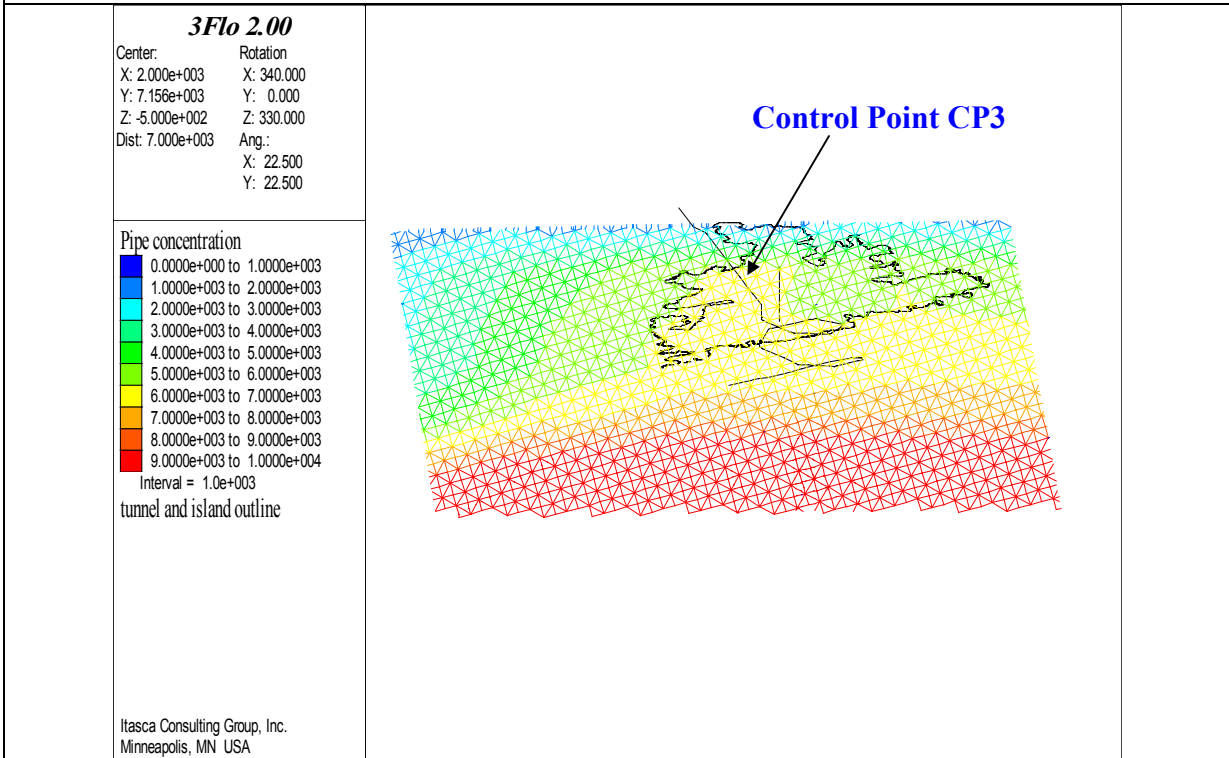 3Flo 2.00
Center: Rotation
X: 2.000e+003 X: 340.000
Y: 7.156e+003 Y: 0.000
Z: -5.000e+002 Z: 330.000
Dist: 7.000e+003 Ang.:
X: 22.500
Y: 22.500
Pipe concentration
0.0000e+000 to 1.0000e+003
1.0000e+003 to 2.0000e+003
2.0000e+003 to 3.0000e+003
3.0000e+003 to 4.0000e+003
4.0000e+003 to 5.0000e+003
5.0000e+003 to 6.0000e+003
6.0000e+003 to 7.0000e+003
7.0000e+003 to 8.0000e+003
8.0000e+003 to 9.0000e+003
9.0000e+003 to 1.0000e+004
Interval = 1.0e+003
tunnel and island outline
Itasca Consulting Group, Inc.
Minneapolis, MN USA
Control Point CP3